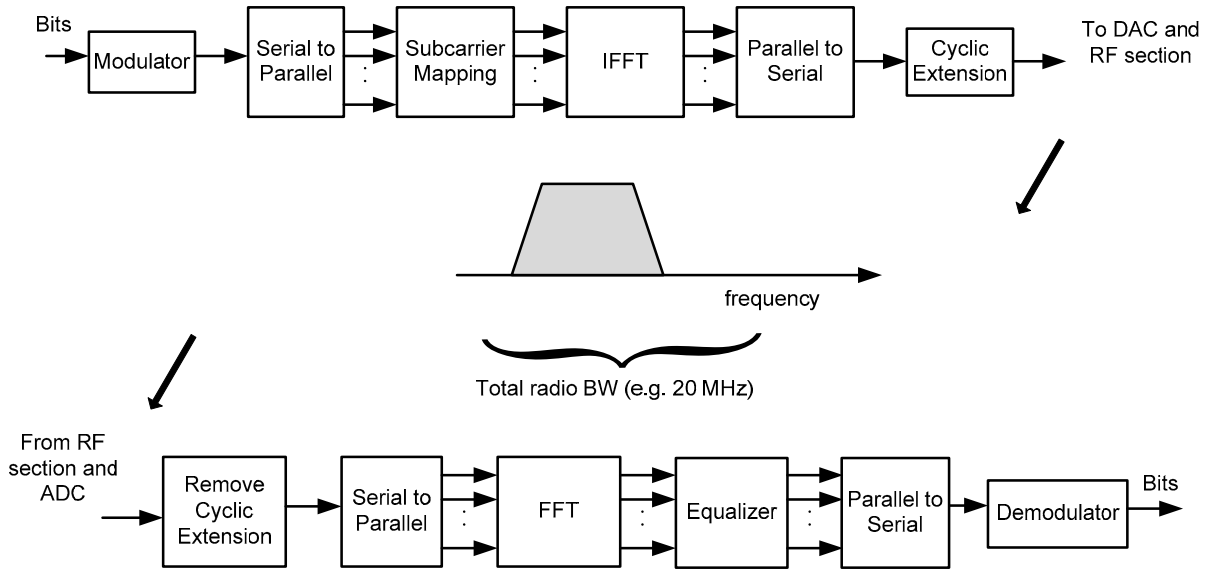 Bits
Modulator
Serial to
Parallel
Subcarrier
Mapping
IFFT
Parallel to
Serial
Cyclic
Extension
To DAC and
RF section
frequency
Total radio BW (e.g. 20 MHz)
From RF
section and
ADC
Remove
Cyclic
Extension
Serial to
Parallel
FFT
Equalizer
Parallel to
Serial
Demodulator
Bits